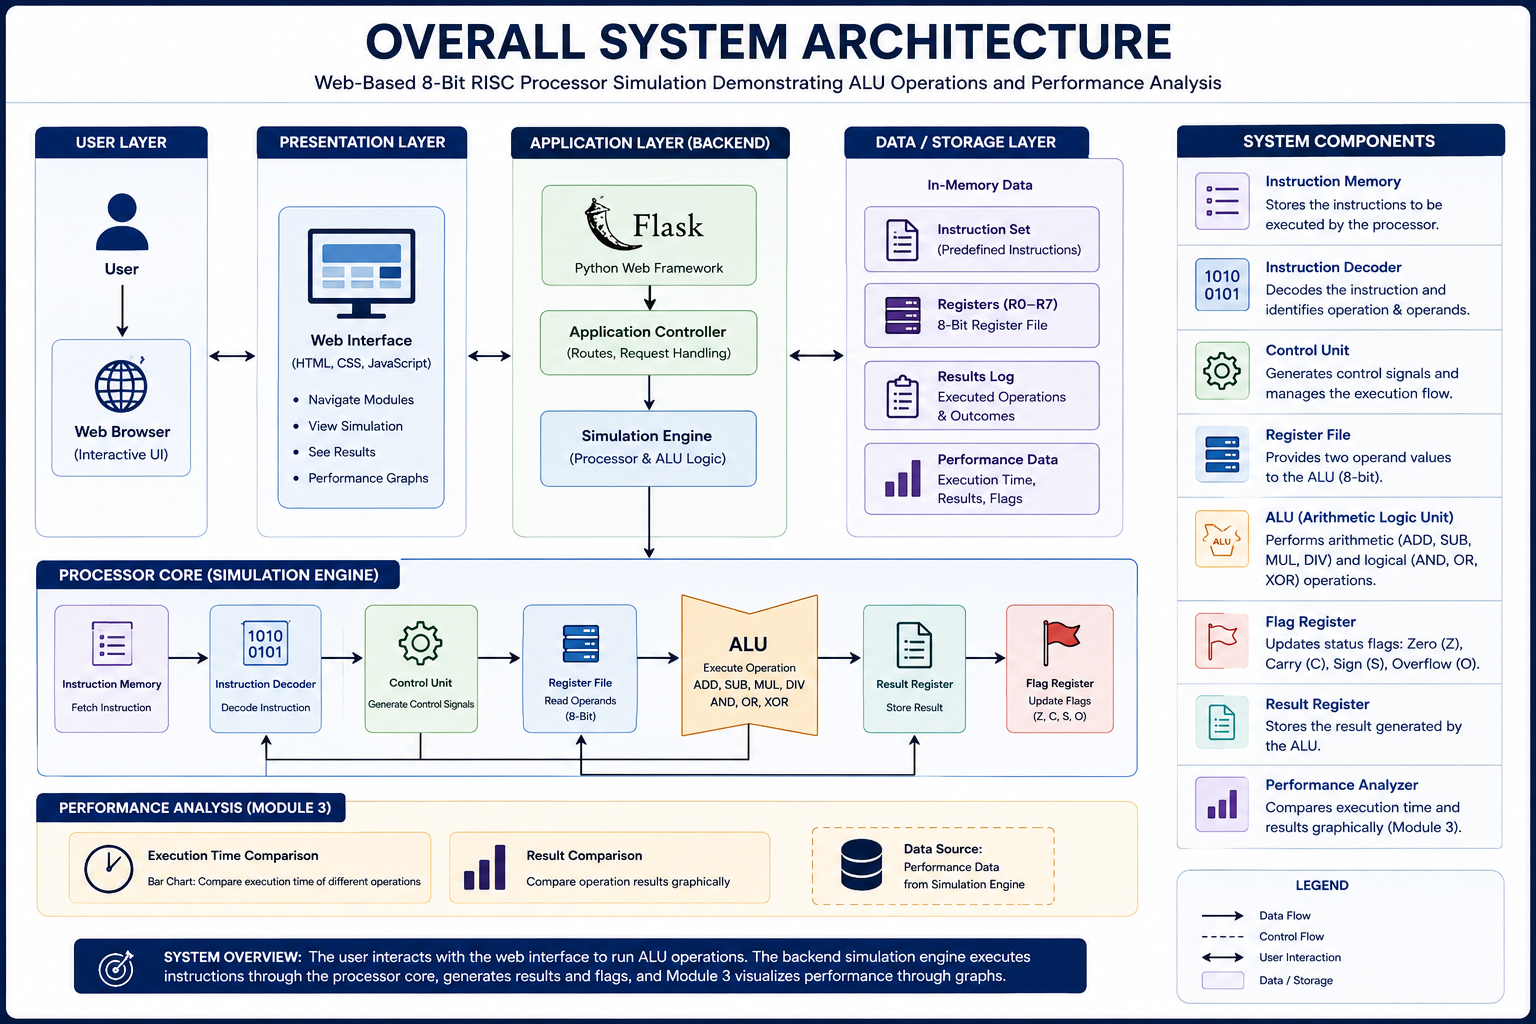 OVERALL SYSTEM ARCHITECTURE
Web-Based 8-Bit RISC Processor Simulation Demonstrating ALU Operations and Performance Analysis
USER LAYER
User
Web Browser
(Interactive UI)
PRESENTATION LAYER
Web Interface
(HTML, CSS, JavaScript)
• Navigate Modules
• View Simulation
• See Results
• Performance Graphs
APPLICATION LAYER (BACKEND)
Flask
Python Web Framework
Application Controller
(Routes, Request Handling)
Simulation Engine
(Processor & ALU Logic)
DATA / STORAGE LAYER
In-Memory Data
Instruction Set
(Predefined Instructions)
Registers (R0–R7)
8-Bit Register File
Results Log
Executed Operations
& Outcomes
Performance Data
Execution Time,
Results, Flags
PROCESSOR CORE (SIMULATION ENGINE)
Instruction Memory
Fetch Instruction
1010
0101
Instruction Decoder
Decode Instruction
Control Unit
Generate Control Signals
Register File
Read Operands
(8-Bit)
ALU
Execute Operation
ADD, SUB, MUL, DIV
AND, OR, XOR
Result Register
Store Result
Flag Register
Update Flags
(Z, C, S, O)
PERFORMANCE ANALYSIS (MODULE 3)
Execution Time Comparison
Bar Chart: Compare execution time of different operations
Result Comparison
Compare operation results graphically
Data Source:
Performance Data
from Simulation Engine
SYSTEM OVERVIEW: The user interacts with the web interface to run ALU operations. The backend simulation engine executes
instructions through the processor core, generates results and flags, and Module 3 visualizes performance through graphs.
SYSTEM COMPONENTS
Instruction Memory
Stores the instructions to be
executed by the processor.
1010
0101
Instruction Decoder
Decodes the instruction and
identifies operation & operands.
Control Unit
Generates control signals and
manages the execution flow.
Register File
Provides two operand values
to the ALU (8-bit).
ALU
ALU (Arithmetic Logic Unit)
Performs arithmetic (ADD, SUB,
MUL, DIV) and logical (AND, OR,
XOR) operations.
Flag Register
Updates status flags: Zero (Z),
Carry (C), Sign (S), Overflow (O).
Result Register
Stores the result generated by
the ALU.
Performance Analyzer
Compares execution time and
results graphically (Module 3).
LEGEND
Data Flow
Control Flow
User Interaction
Data / Storage